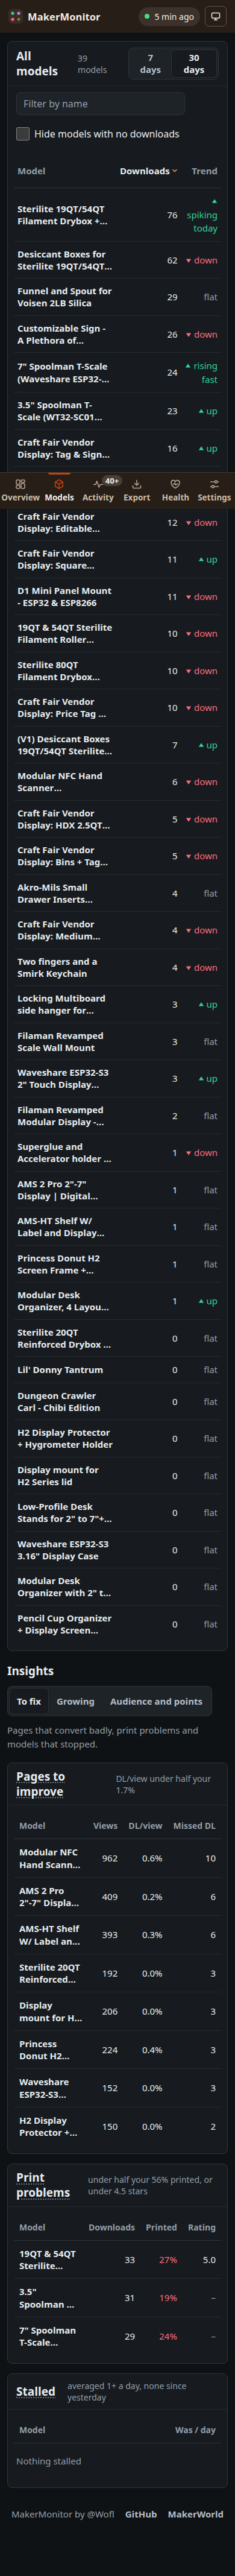 MakerMonitor
5 min ago
All models
39 models
7 days
30 days
Filter by name
Hide models with no downloads
Model
Downloads
Trend
Sterilite 19QT/54QT
Filament Drybox +...
76
spiking today
Desiccant Boxes for
Sterilite 19QT/54QT...
62
down
Funnel and Spout for
Voisen 2LB Silica
29
flat
Customizable Sign -
A Plethora of...
26
down
7" Spoolman T-Scale
(Waveshare ESP32-...
24
rising fast
3.5" Spoolman T-
Scale (WT32-SC01...
23
up
Craft Fair Vendor
Display: Tag & Sign...
16
up
Overview
Models
Activity
40+
Export
Health
Settings
Craft Fair Vendor
Display: Editable...
12
down
Craft Fair Vendor
Display: Square...
11
up
D1 Mini Panel Mount
- ESP32 & ESP8266
11
down
19QT & 54QT Sterilite
Filament Roller...
10
down
Sterilite 80QT
Filament Drybox...
10
down
Craft Fair Vendor
Display: Price Tag ...
10
down
(V1) Desiccant Boxes
19QT/54QT Sterilite...
7
up
Modular NFC Hand
Scanner...
6
down
Craft Fair Vendor
Display: HDX 2.5QT...
5
down
Craft Fair Vendor
Display: Bins + Tag...
5
down
Akro-Mils Small
Drawer Inserts...
4
flat
Craft Fair Vendor
Display: Medium...
4
down
Two fingers and a
Smirk Keychain
4
down
Locking Multiboard
side hanger for...
3
up
Filaman Revamped
Scale Wall Mount
3
flat
Waveshare ESP32-S3
2" Touch Display...
3
up
Filaman Revamped
Modular Display -...
2
flat
Superglue and
Accelerator holder ...
1
down
AMS 2 Pro 2"-7"
Display | Digital...
1
flat
AMS-HT Shelf W/
Label and Display...
1
flat
Princess Donut H2
Screen Frame +...
1
flat
Modular Desk
Organizer, 4 Layou...
1
up
Sterilite 20QT
Reinforced Drybox ...
0
flat
Lil' Donny Tantrum
0
flat
Dungeon Crawler
Carl - Chibi Edition
0
flat
H2 Display Protector
+ Hygrometer Holder
0
flat
Display mount for
H2 Series lid
0
flat
Low-Profile Desk
Stands for 2" to 7"+...
0
flat
Waveshare ESP32-S3
3.16" Display Case
0
flat
Modular Desk
Organizer with 2" t...
0
flat
Pencil Cup Organizer
+ Display Screen...
0
flat
Insights
To fix
Growing
Audience and points
Pages that convert badly, print problems and
models that stopped.
Pages to improve
DL/view under half your 1.7%
Model
Views
DL/view
Missed DL
Modular NFC
Hand Scann...
962
0.6%
10
AMS 2 Pro
2"-7" Displa...
409
0.2%
6
AMS-HT Shelf
W/ Label an...
393
0.3%
6
Sterilite 20QT
Reinforced...
192
0.0%
3
Display
mount for H...
206
0.0%
3
Princess
Donut H2...
224
0.4%
3
Waveshare
ESP32-S3...
152
0.0%
3
H2 Display
Protector +...
150
0.0%
2
Print problems
under half your 56% printed, or under 4.5 stars
Model
Downloads
Printed
Rating
19QT & 54QT
Sterilite...
33
27%
5.0
3.5"
Spoolman ...
31
19%
–
7" Spoolman
T-Scale...
29
24%
–
Stalled
averaged 1+ a day, none since yesterday
Model
Was / day
Nothing stalled
MakerMonitor by @Wofl
GitHub
MakerWorld